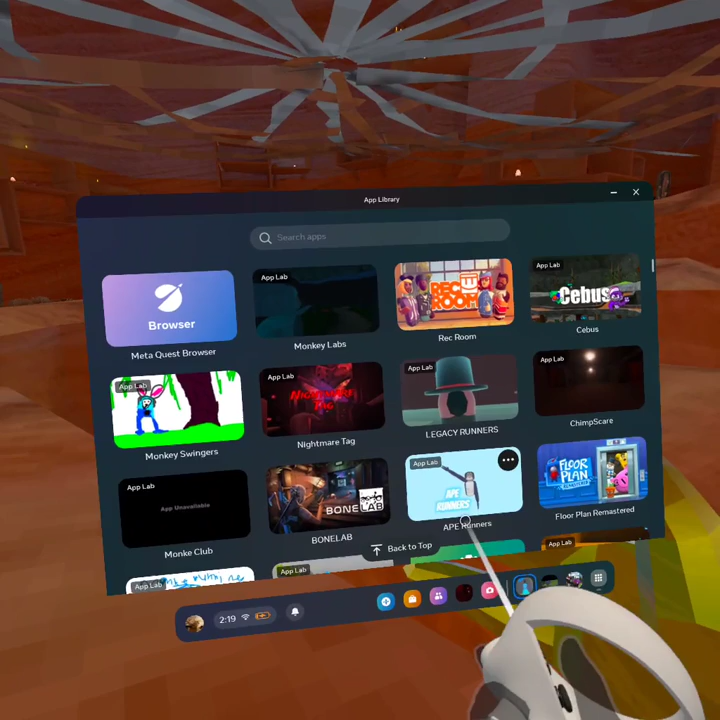 App Library
Search apps
Browser
Meta Quest Browser
App Lab
Monkey Labs
REC ROOM
Rec Room
App Lab
Cebus
Cebus
App Lab
Monkey Swingers
App Lab
NIGHTMARE TAG
Nightmare Tag
App Lab
LEGACY RUNNERS
App Lab
ChimpScare
App Lab
App Unavailable
Monke Club
BONELAB
BONELAB
App Lab
APE RUNNERS
APE Runners
FLOOR PLAN
REMASTERED
Floor Plan Remastered
App Lab
App Lab
App Lab
Back to Top
2:19